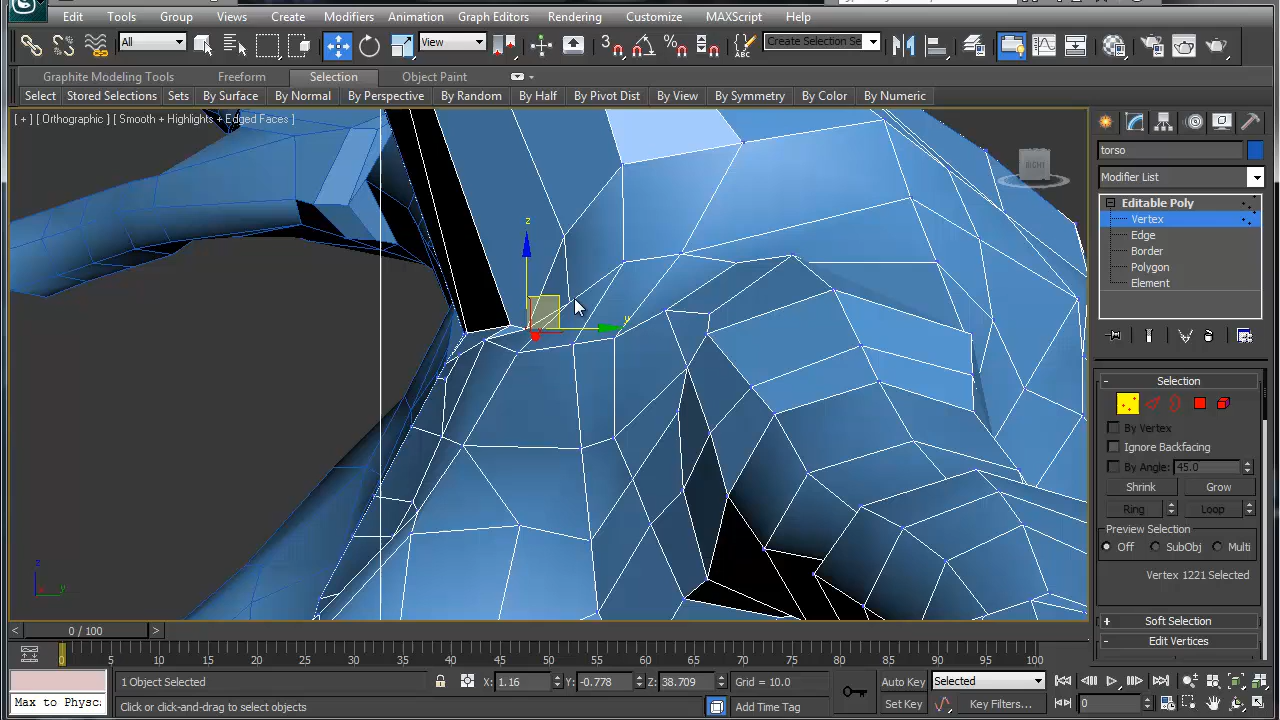 Edit Tools Group Views Create Modifiers Animation Graph Editors Rendering Customize MAXScript Help
All View 3 Create Selection Se
Graphite Modeling Tools Freeform Selection Object Paint
Select Stored Selections Sets By Surface By Normal By Perspective By Random By Half By Pivot Dist By View By Symmetry By Color By Numeric
[ + ] [ Orthographic ] [ Smooth + Highlights + Edged Faces ]
RIGHT
z
y
z
y
torso
Modifier List
Editable Poly
Vertex
Edge
Border
Polygon
Element
- Selection
By Vertex
Ignore Backfacing
By Angle: 45.0
Shrink Grow
Ring Loop
Preview Selection
Off SubObj Multi
Vertex 1221 Selected
+ Soft Selection
- Edit Vertices
< 0 / 100 >
0 5 10 15 20 25 30 35 40 45 50 55 60 65 70 75 80 85 90 95 100
1 Object Selected X: 1.16 Y: -0.778 Z: 38.709 Grid = 10.0 Auto Key Selected
Max to Physc: Click or click-and-drag to select objects Add Time Tag Set Key Key Filters... 0